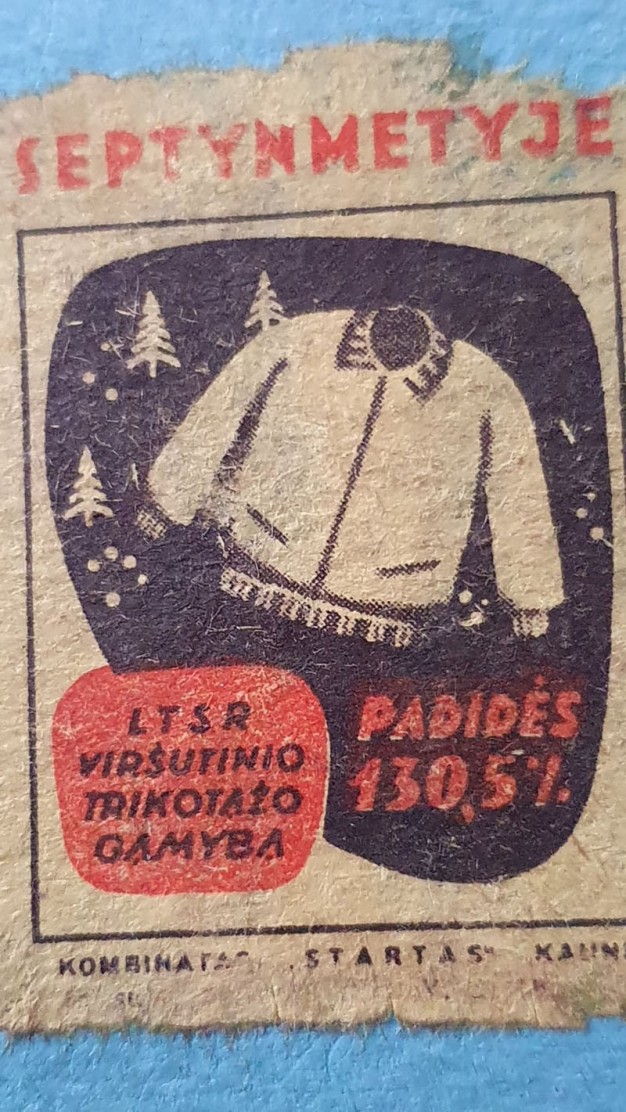 SEPTYNMETYJE
LTSR
VIRŠUTINIO
TRIKOTAŽO
GAMYBA
PADIDĖS
130,5%.
KOMBINATAS „STARTAS“